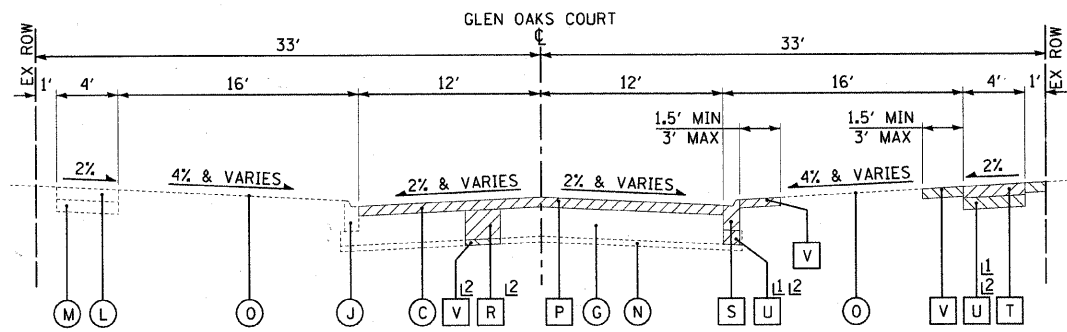 GLEN OAKS COURT
℄
EX ROW
33'
33'
EX ROW
1'
4'
16'
12'
12'
16'
4'
1'
1.5' MIN
3' MAX
1.5' MIN
3' MAX
2%
4% & VARIES
2% & VARIES
2% & VARIES
4% & VARIES
2%
V
1
2
2
2
1 2
M
L
O
J
C
V
R
P
G
N
S
U
O
V
U
T